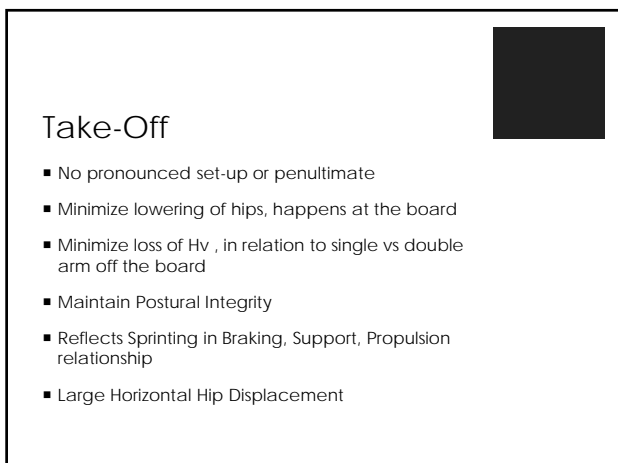 Take-Off
▪ No pronounced set-up or penultimate
▪ Minimize lowering of hips, happens at the board
▪ Minimize loss of Hv , in relation to single vs double
arm off the board
▪ Maintain Postural Integrity
▪ Reflects Sprinting in Braking, Support, Propulsion
relationship
▪ Large Horizontal Hip Displacement